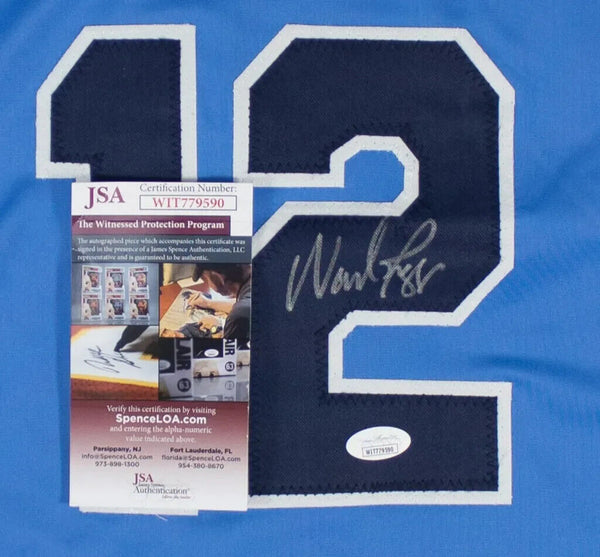 12
JSA
Certification Number:
WIT779590
The Witnessed Protection Program
The autographed piece which accompanies this certificate was
signed in the presence of a James Spence Authentication, LLC
representative and is guaranteed to be authentic.
Verify this certification by visiting
SpenceLOA.com
and entering the alpha-numeric
value indicated above.
Parsippany, NJ
info@SpenceLOA.com
973-898-1300
Fort Lauderdale, FL
florida@SpenceLOA.com
954-380-8670
JSA
Authentication
WIT779590